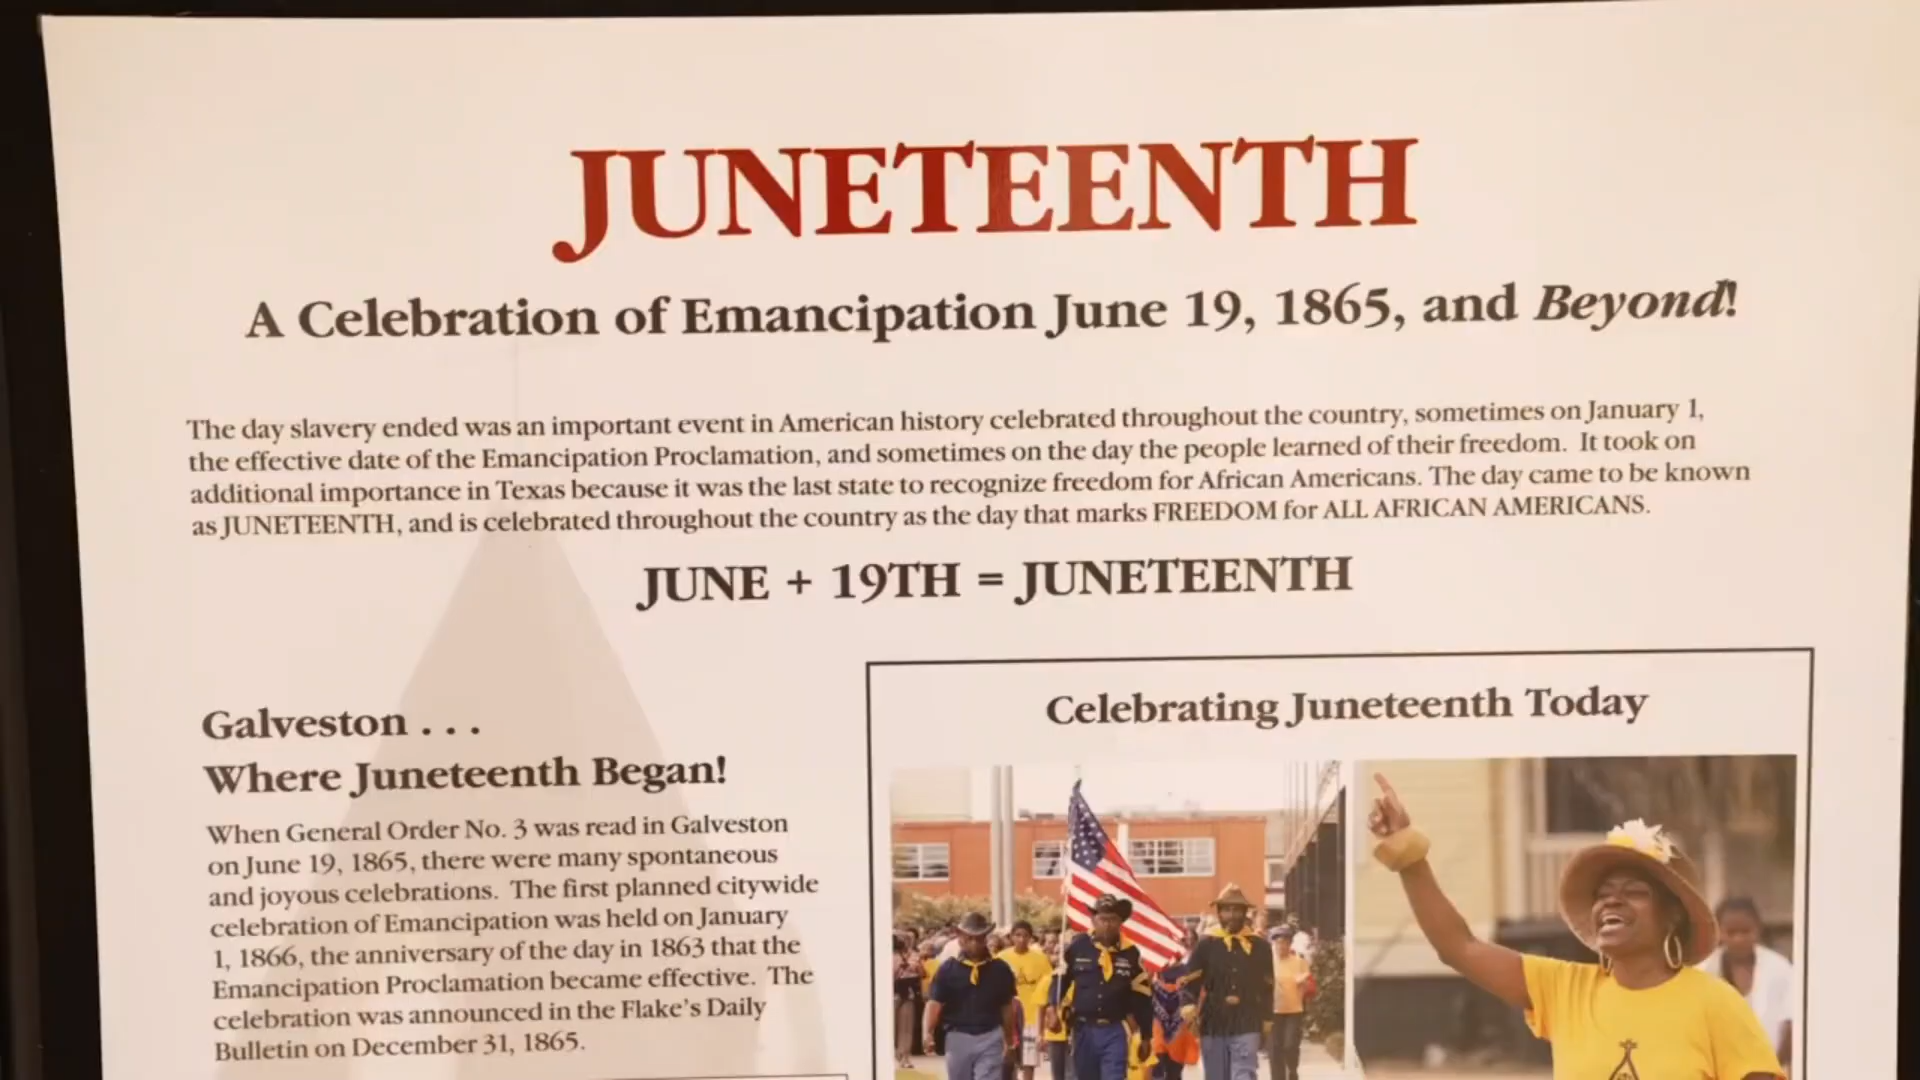 JUNETEENTH
A Celebration of Emancipation June 19, 1865, and Beyond!
The day slavery ended was an important event in American history celebrated throughout the country, sometimes on January 1,
the effective date of the Emancipation Proclamation, and sometimes on the day the people learned of their freedom. It took on
additional importance in Texas because it was the last state to recognize freedom for African Americans. The day came to be known
as JUNETEENTH, and is celebrated throughout the country as the day that marks FREEDOM for ALL AFRICAN AMERICANS.
JUNE + 19TH = JUNETEENTH
Galveston . . .
Where Juneteenth Began!
When General Order No. 3 was read in Galveston
on June 19, 1865, there were many spontaneous
and joyous celebrations. The first planned citywide
celebration of Emancipation was held on January
1, 1866, the anniversary of the day in 1863 that the
Emancipation Proclamation became effective. The
celebration was announced in the Flake's Daily
Bulletin on December 31, 1865.
Celebrating Juneteenth Today